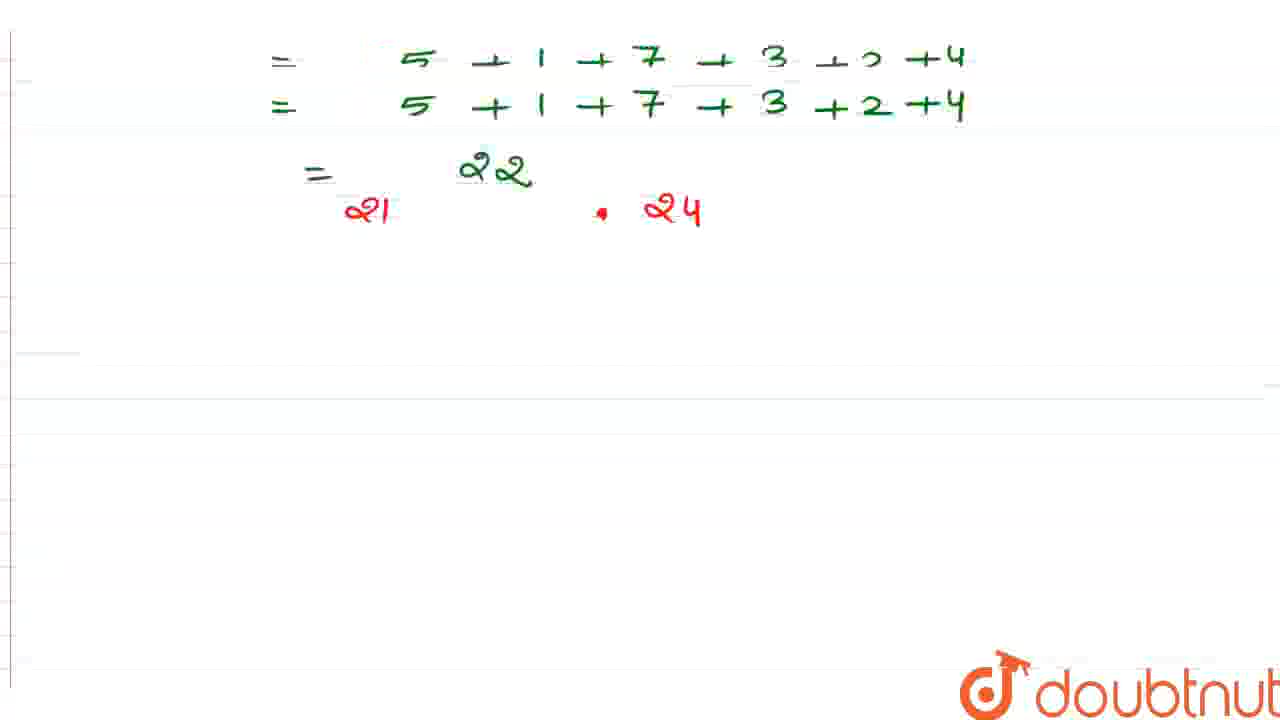 = 5 + 1 + 7 + 3 + 2 + 4
= 5 + 1 + 7 + 3 + 2 + 4
= 22
21 . 24
doubtnut